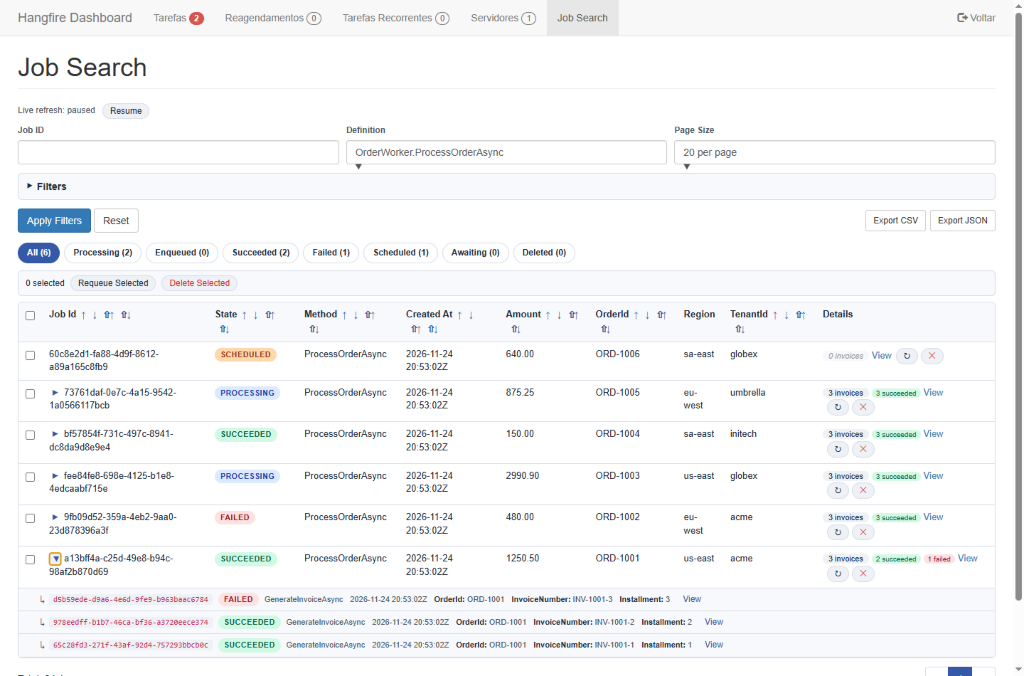 Hangfire Dashboard Tarefas 2 Reagendamentos 0 Tarefas Recorrentes 0 Servidores 1 Job Search Voltar
Job Search
Live refresh: paused Resume
Job ID Definition Page Size
OrderWorker.ProcessOrderAsync 20 per page
Filters
Apply Filters Reset Export CSV Export JSON
All (6) Processing (2) Enqueued (0) Succeeded (2) Failed (1) Scheduled (1) Awaiting (0) Deleted (0)
0 selected Requeue Selected Delete Selected
Job Id State Method Created At Amount OrderId Region TenantId Details
60c8e2d1-fa88-4d9f-8612- SCHEDULED ProcessOrderAsync 2026-11-24 640.00 ORD-1006 sa-east globex 0 invoices View
a89a165c8fb9 20:53:02Z
73761daf-0e7c-4a15-9542- PROCESSING ProcessOrderAsync 2026-11-24 875.25 ORD-1005 eu- umbrella 3 invoices 3 succeeded View
1a0566117bcb 20:53:02Z west
bf57854f-731c-497c-8941- SUCCEEDED ProcessOrderAsync 2026-11-24 150.00 ORD-1004 sa-east initech 3 invoices 3 succeeded View
dc8da9d8e9e4 20:53:02Z
fee84fe8-698e-4125-b1e8- PROCESSING ProcessOrderAsync 2026-11-24 2990.90 ORD-1003 us-east globex 3 invoices 3 succeeded View
4edcaabf715e 20:53:02Z
9fb09d52-359a-4eb2-9aa0- FAILED ProcessOrderAsync 2026-11-24 480.00 ORD-1002 eu- acme 3 invoices 3 succeeded View
23d878396a3f 20:53:02Z west
a13bff4a-c25d-49e8-b94c- SUCCEEDED ProcessOrderAsync 2026-11-24 1250.50 ORD-1001 us-east acme 3 invoices 2 succeeded 1 failed View
98af2b870d69 20:53:02Z
d5b59ede-d9a6-4e6d-9fe9-b963baac6784 FAILED GenerateInvoiceAsync 2026-11-24 20:53:02Z OrderId: ORD-1001 InvoiceNumber: INV-1001-3 Installment: 3 View
978eedff-b1b7-46ca-bf36-a3720eece374 SUCCEEDED GenerateInvoiceAsync 2026-11-24 20:53:02Z OrderId: ORD-1001 InvoiceNumber: INV-1001-2 Installment: 2 View
65c28fd3-271f-43af-92d4-757293bbcb0c SUCCEEDED GenerateInvoiceAsync 2026-11-24 20:53:02Z OrderId: ORD-1001 InvoiceNumber: INV-1001-1 Installment: 1 View